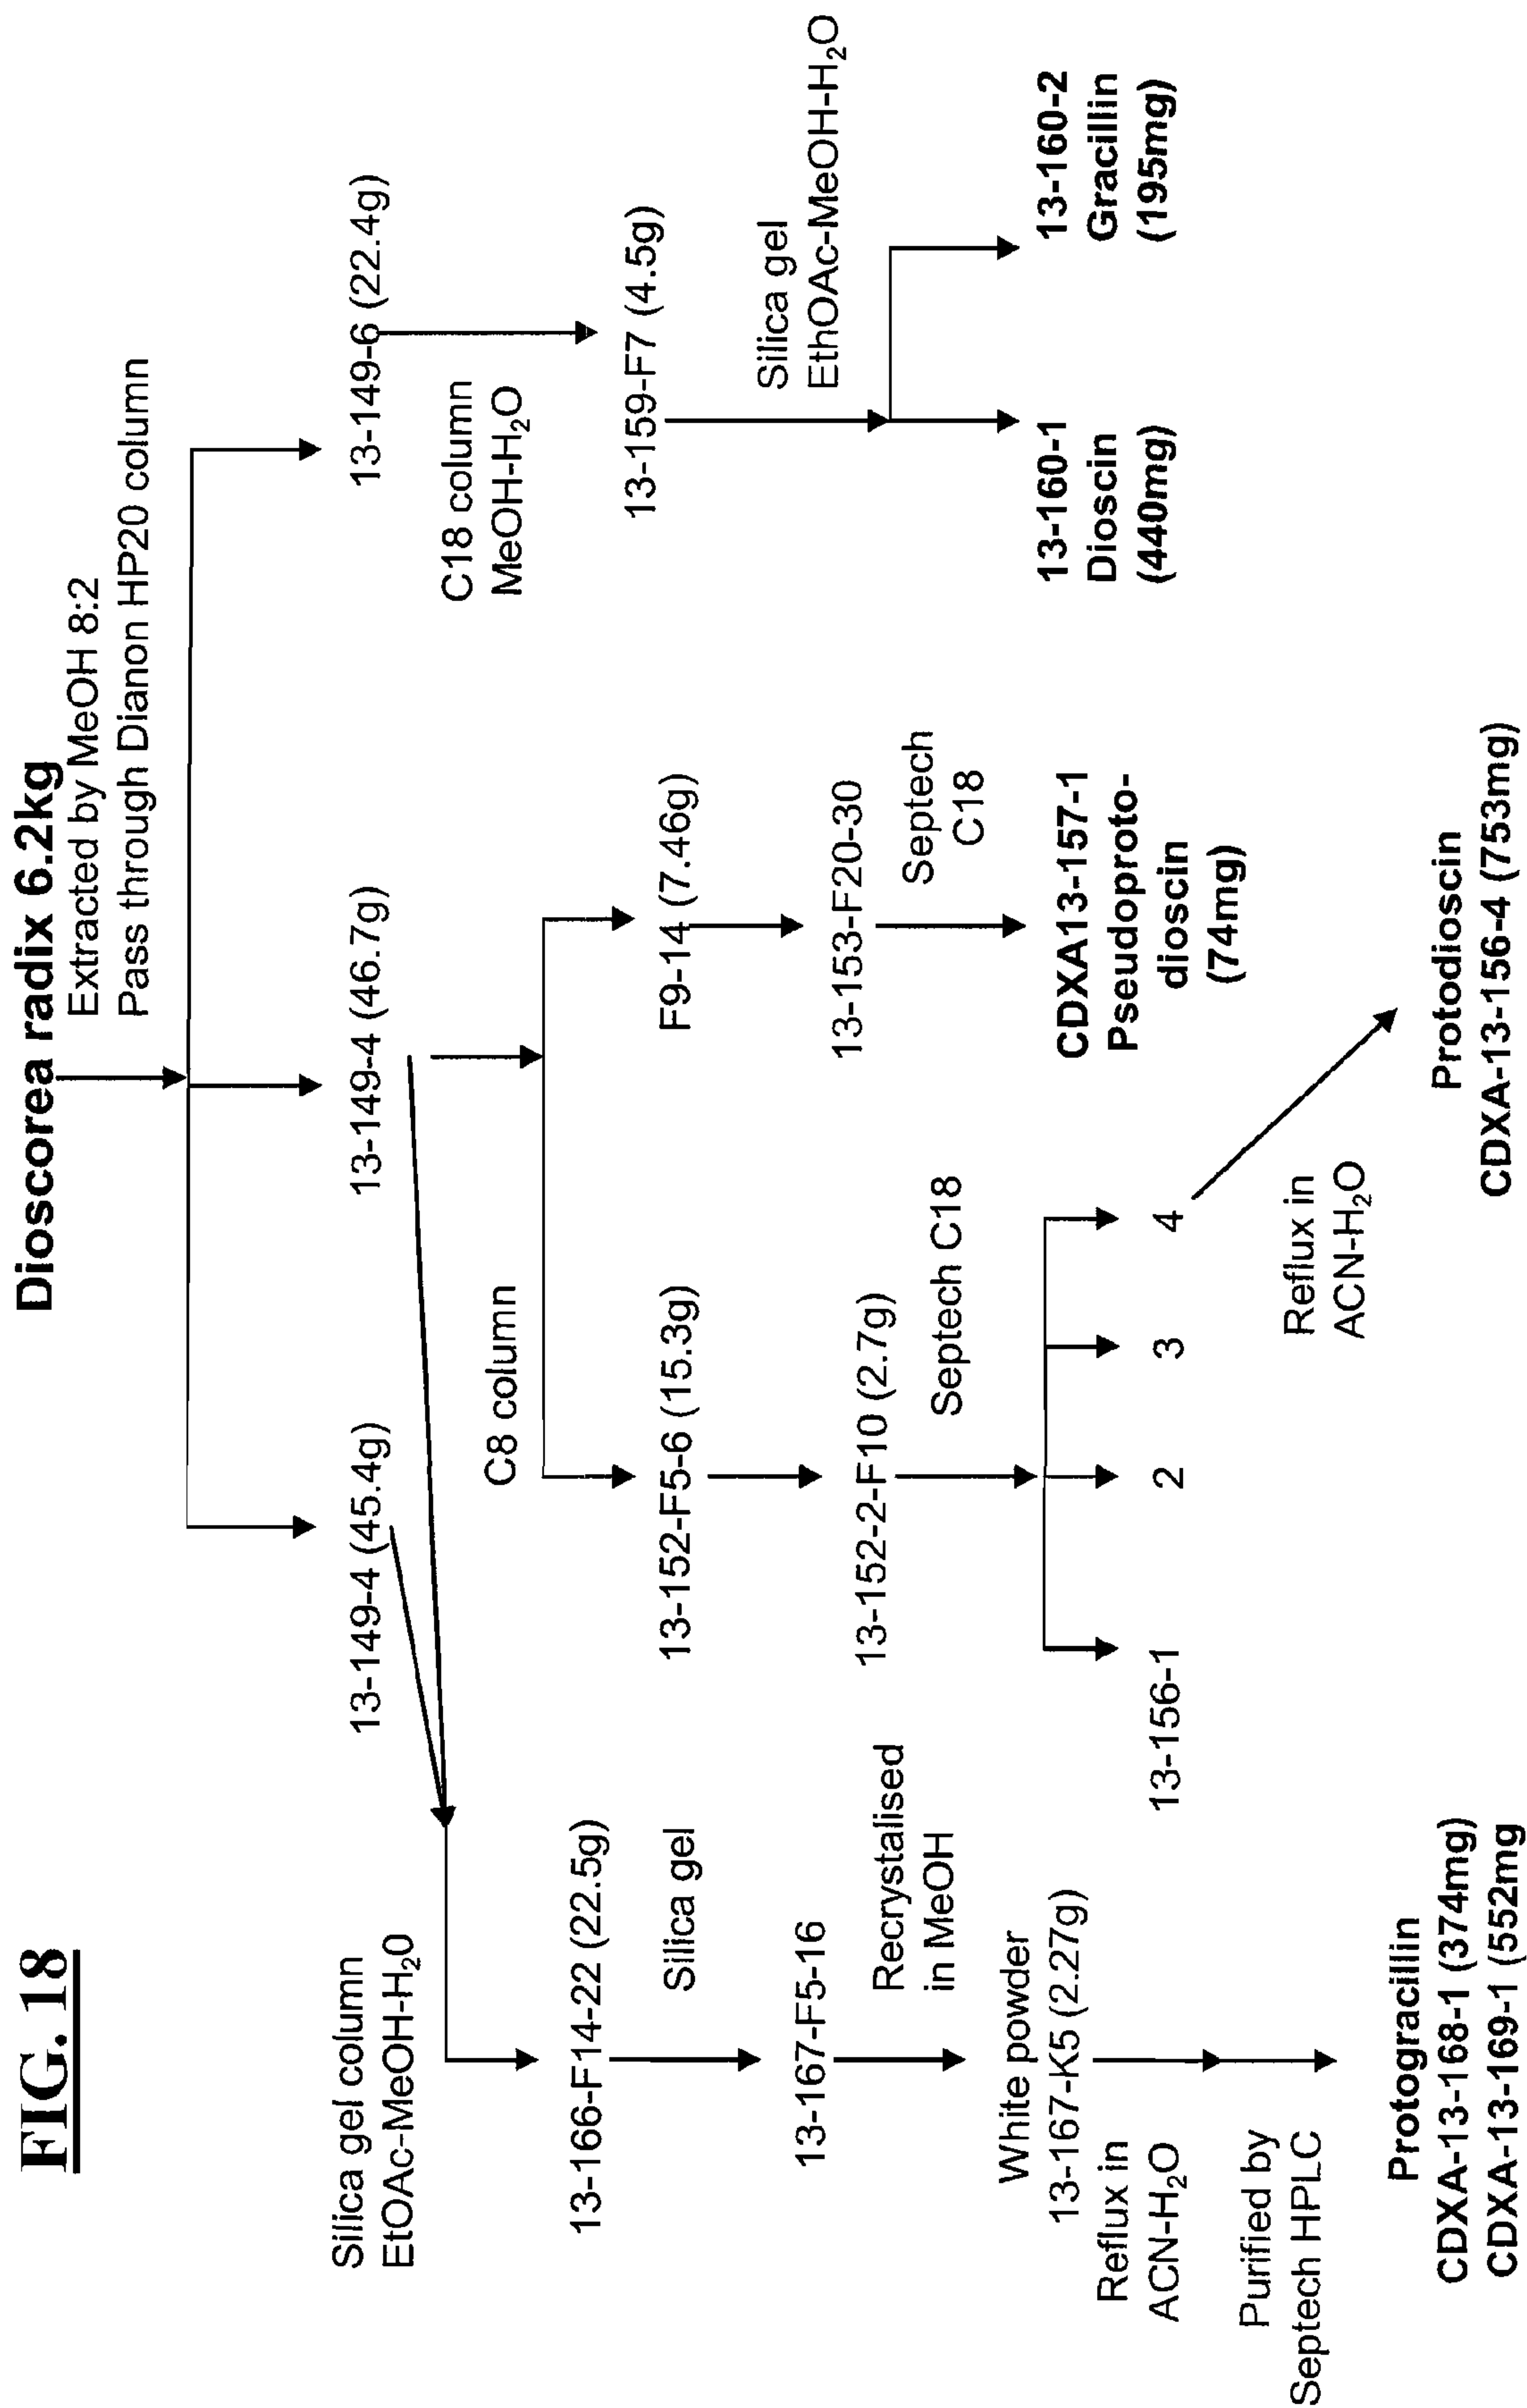 FIG. 18
Dioscorea radix 6.2kg
Extracted by MeOH 8:2
Pass through Dianon HP20 column
13-149-4 (45.4g)
13-149-4 (46.7g)
13-149-6 (22.4g)
Silica gel column
EtOAc-MeOH-H₂0
C8 column
C18 column
MeOH-H₂O
13-166-F14-22 (22.5g)
13-152-F5-6 (15.3g)
F9-14 (7.46g)
13-159-F7 (4.5g)
Silica gel
Silica gel
EthOAc-MeOH-H₂O
13-167-F5-16
13-152-2-F10 (2.7g)
13-153-F20-30
Recrystalised
in MeOH
Septech C18
Septech
C18
White powder
13-167-K5 (2.27g)
13-156-1
2
3
4
CDXA13-157-1
Pseudoproto-
dioscin
(74mg)
13-160-1
Dioscin
(440mg)
13-160-2
Gracillin
(195mg)
Reflux in
ACN-H₂O
Purified by
Septech HPLC
Reflux in
ACN-H₂O
Protogracillin
CDXA-13-168-1 (374mg)
CDXA-13-169-1 (552mg
Protodioscin
CDXA-13-156-4 (753mg)